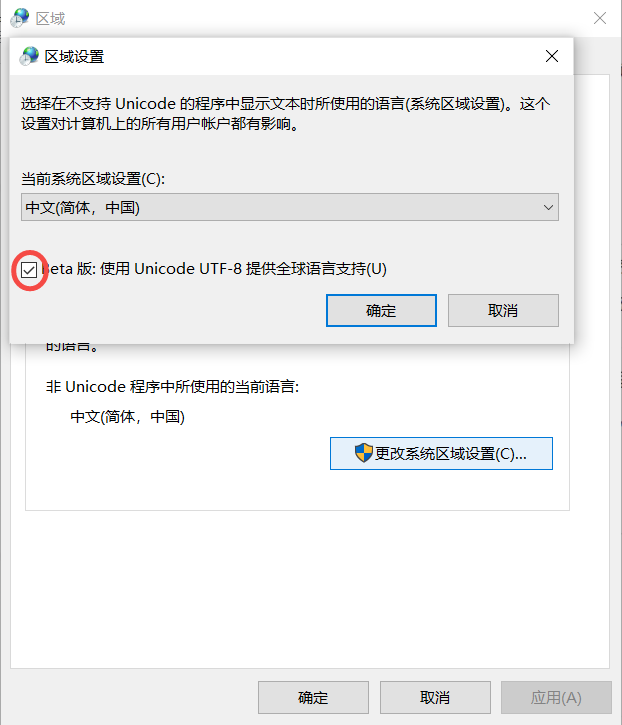 区域
区域设置
选择在不支持 Unicode 的程序中显示文本时所使用的语言(系统区域设置)。这个
设置对计算机上的所有用户帐户都有影响。
当前系统区域设置(C):
中文(简体，中国)
Beta 版: 使用 Unicode UTF-8 提供全球语言支持(U)
确定
取消
的语言。
非 Unicode 程序中所使用的当前语言:
中文(简体，中国)
更改系统区域设置(C)...
确定
取消
应用(A)